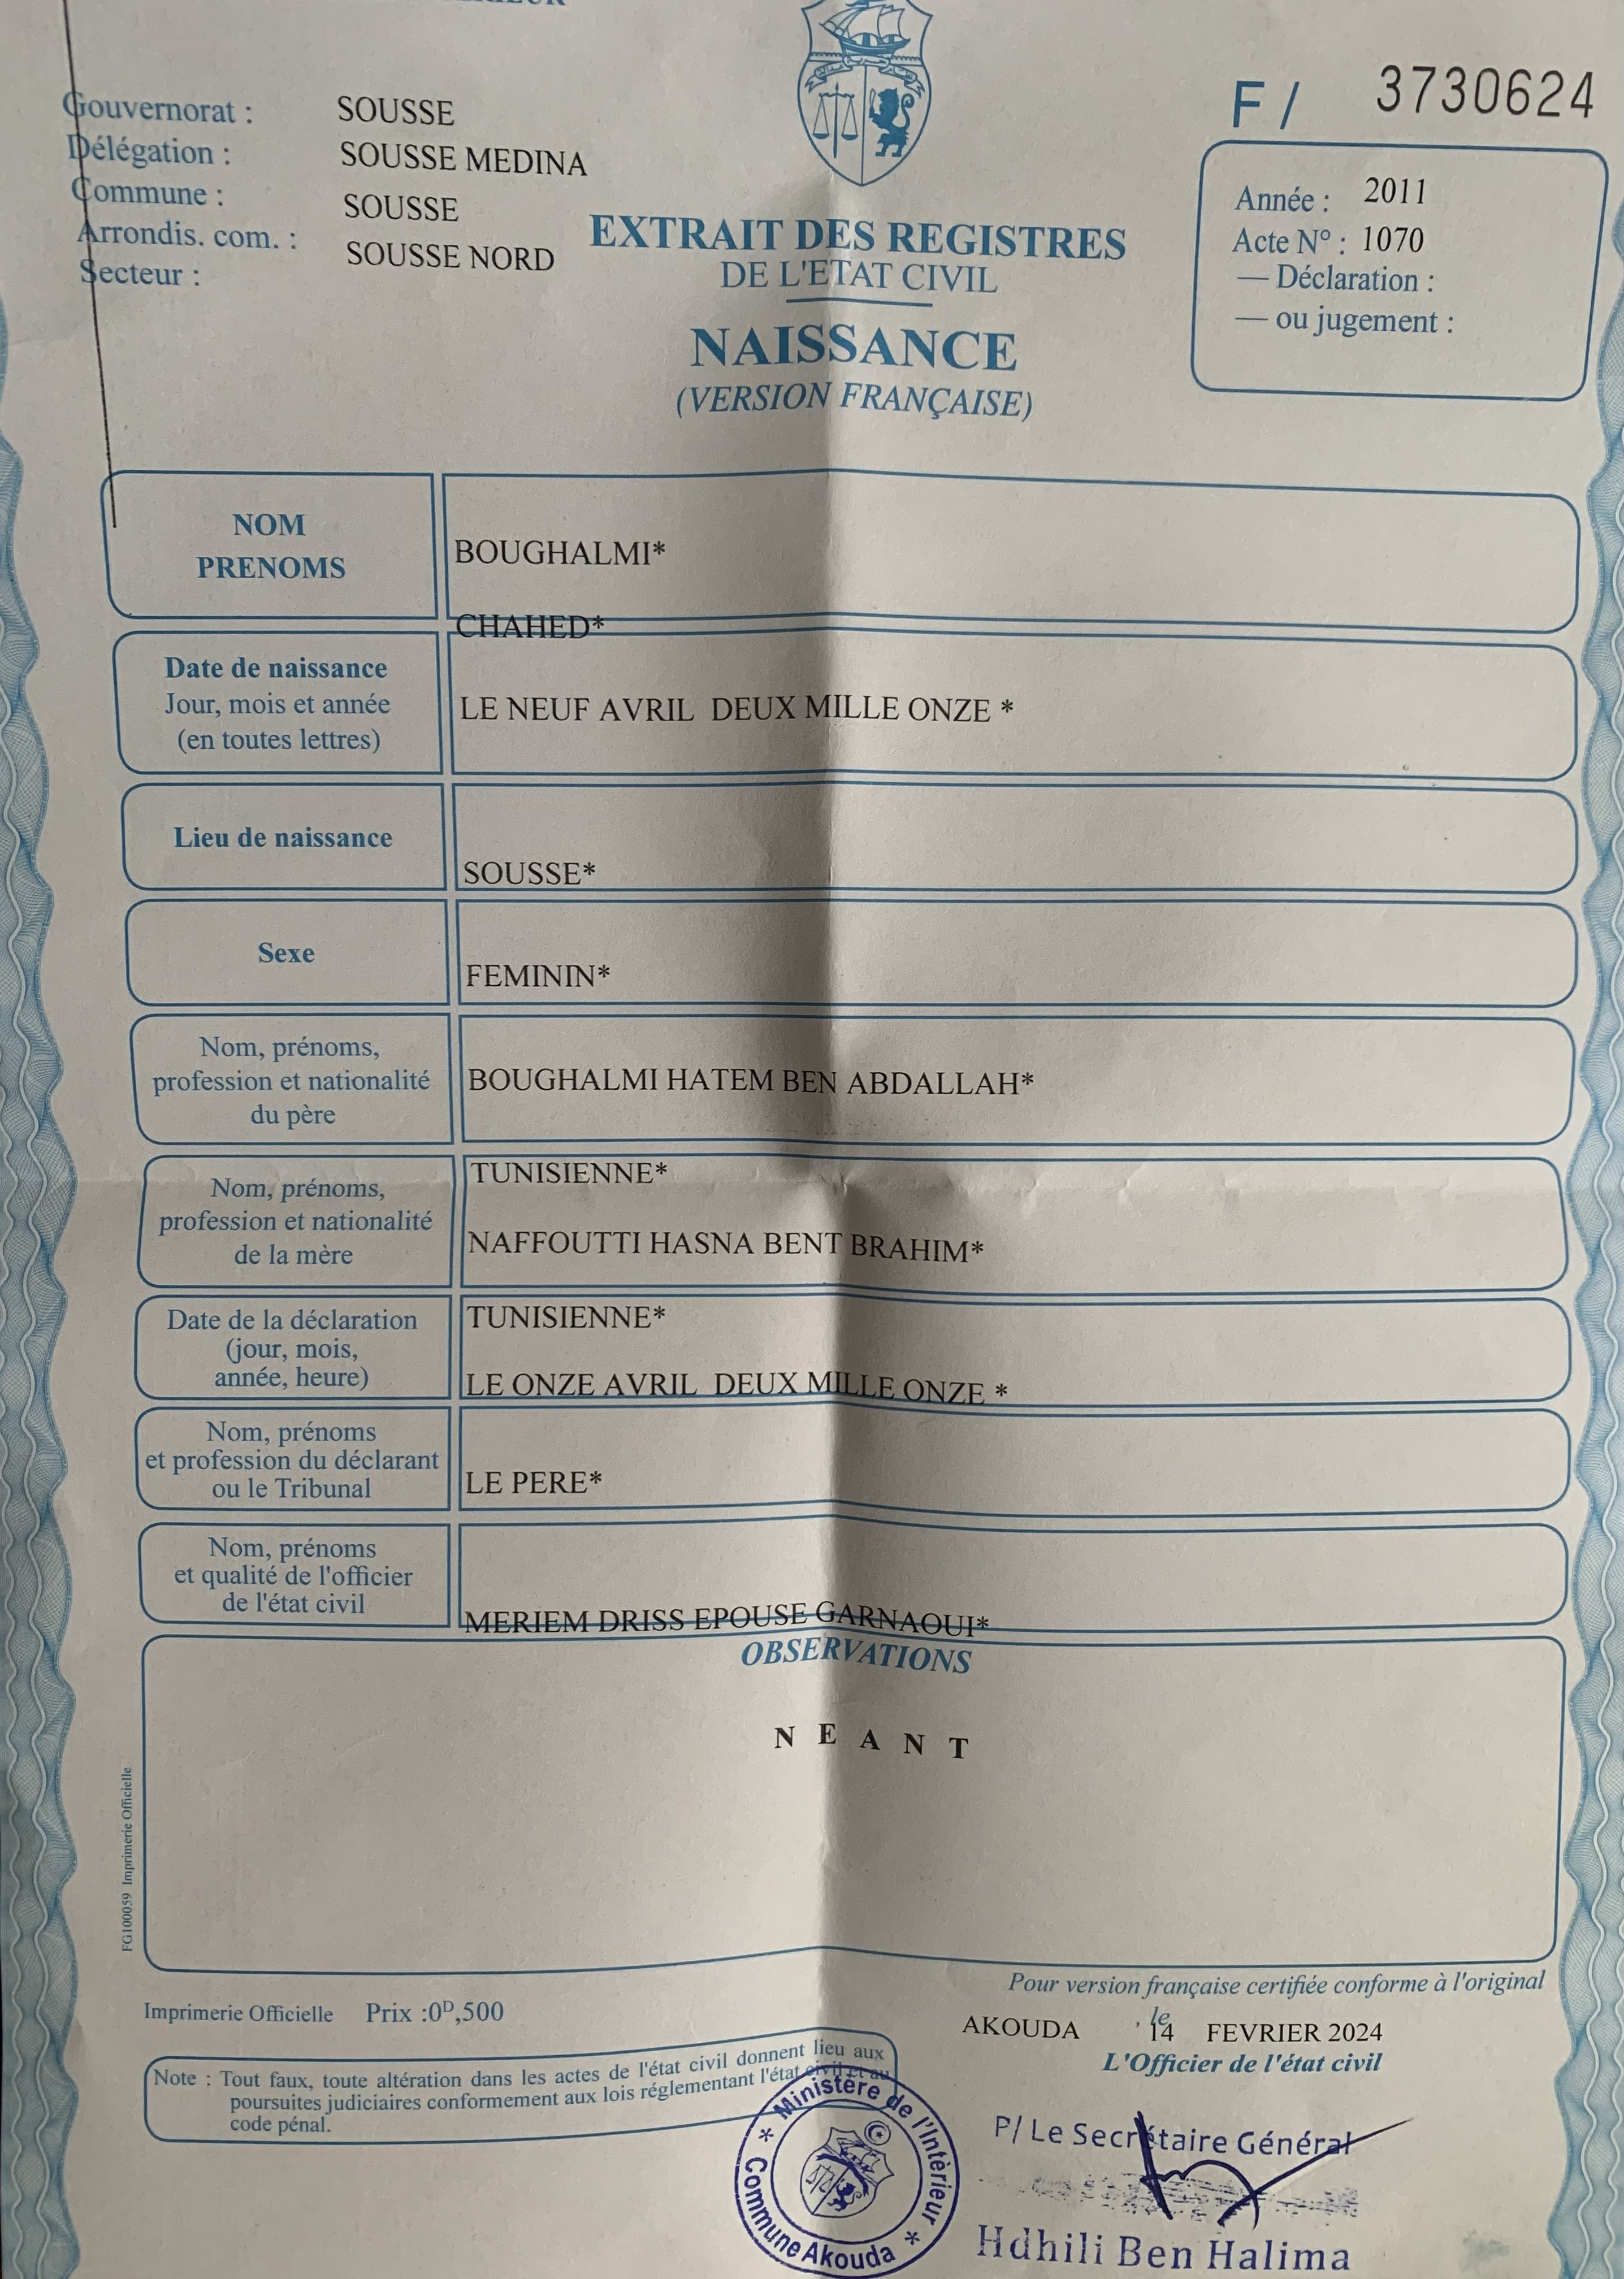 Gouvernorat : SOUSSE
Délégation : SOUSSE MEDINA
Commune : SOUSSE
Arrondis. com. : SOUSSE NORD
Secteur :
F / 3730624
Année : 2011
Acte N° : 1070
— Déclaration :
— ou jugement :
EXTRAIT DES REGISTRES
DE L'ETAT CIVIL
NAISSANCE
(VERSION FRANÇAISE)
NOM
PRENOMS
BOUGHALMI*
CHAHED*
Date de naissance
Jour, mois et année
(en toutes lettres)
LE NEUF AVRIL DEUX MILLE ONZE *
Lieu de naissance
SOUSSE*
Sexe
FEMININ*
Nom, prénoms,
profession et nationalité
du père
BOUGHALMI HATEM BEN ABDALLAH*
TUNISIENNE*
Nom, prénoms,
profession et nationalité
de la mère
NAFFOUTTI HASNA BENT BRAHIM*
TUNISIENNE*
Date de la déclaration
(jour, mois,
année, heure)
LE ONZE AVRIL DEUX MILLE ONZE *
Nom, prénoms
et profession du déclarant
ou le Tribunal
LE PERE*
Nom, prénoms
et qualité de l'officier
de l'état civil
MERIEM DRISS EPOUSE GARNAOUI*
OBSERVATIONS
N E A N T
FG100059 Imprimerie Officielle
Imprimerie Officielle Prix :0D,500
Note : Tout faux, toute altération dans les actes de l'état civil donnent lieu aux
poursuites judiciaires conformement aux lois réglementant l'état civil et au
code pénal.
Pour version française certifiée conforme à l'original
AKOUDA , le 14 FEVRIER 2024
L'Officier de l'état civil
P/ Le Secrétaire Général
Hdhili Ben Halima
* Ministère de l'Intèrieur *
Commune Akouda